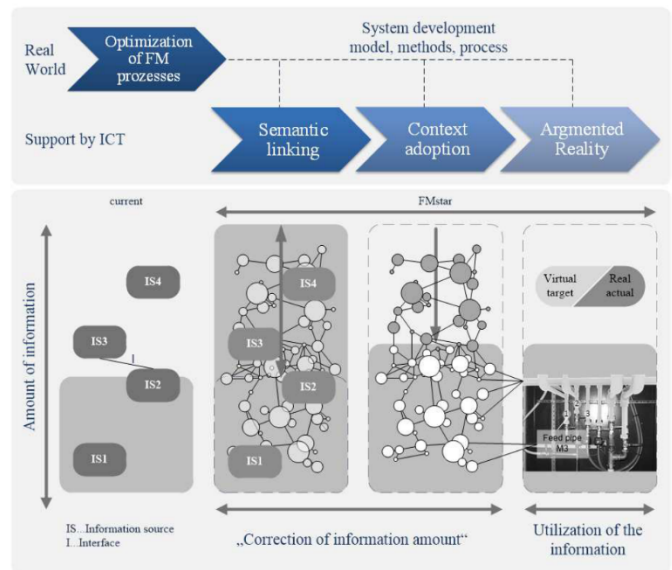 Real
World
Optimization
of FM
prozesses
System development
model, methods, process
Support by ICT
Semantic
linking
Context
adoption
Argmented
Reality
current
FMstar
Amount of information
IS4
IS3
I
IS2
IS1
IS4
IS3
IS2
IS1
Virtual
target
Real
actual
Feed pipe
M3
IS...Information source
I...Interface
„Correction of information amount“
Utilization of the
information